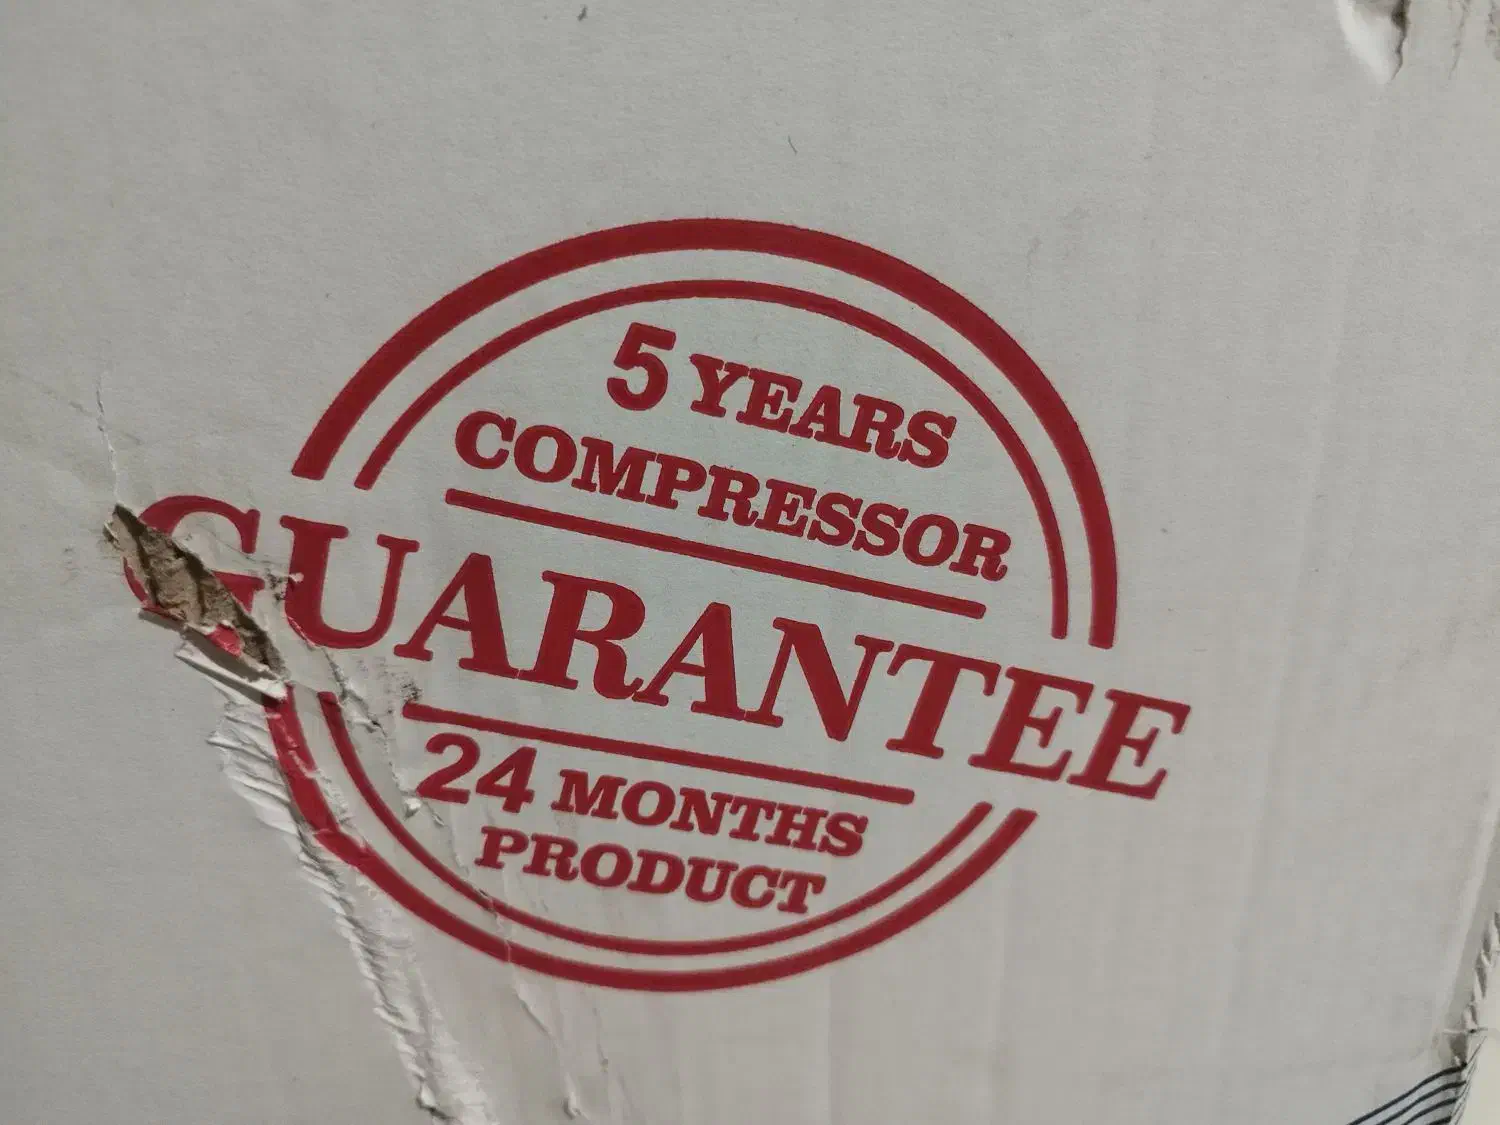 5 YEARS
COMPRESSOR
GUARANTEE
24 MONTHS
PRODUCT